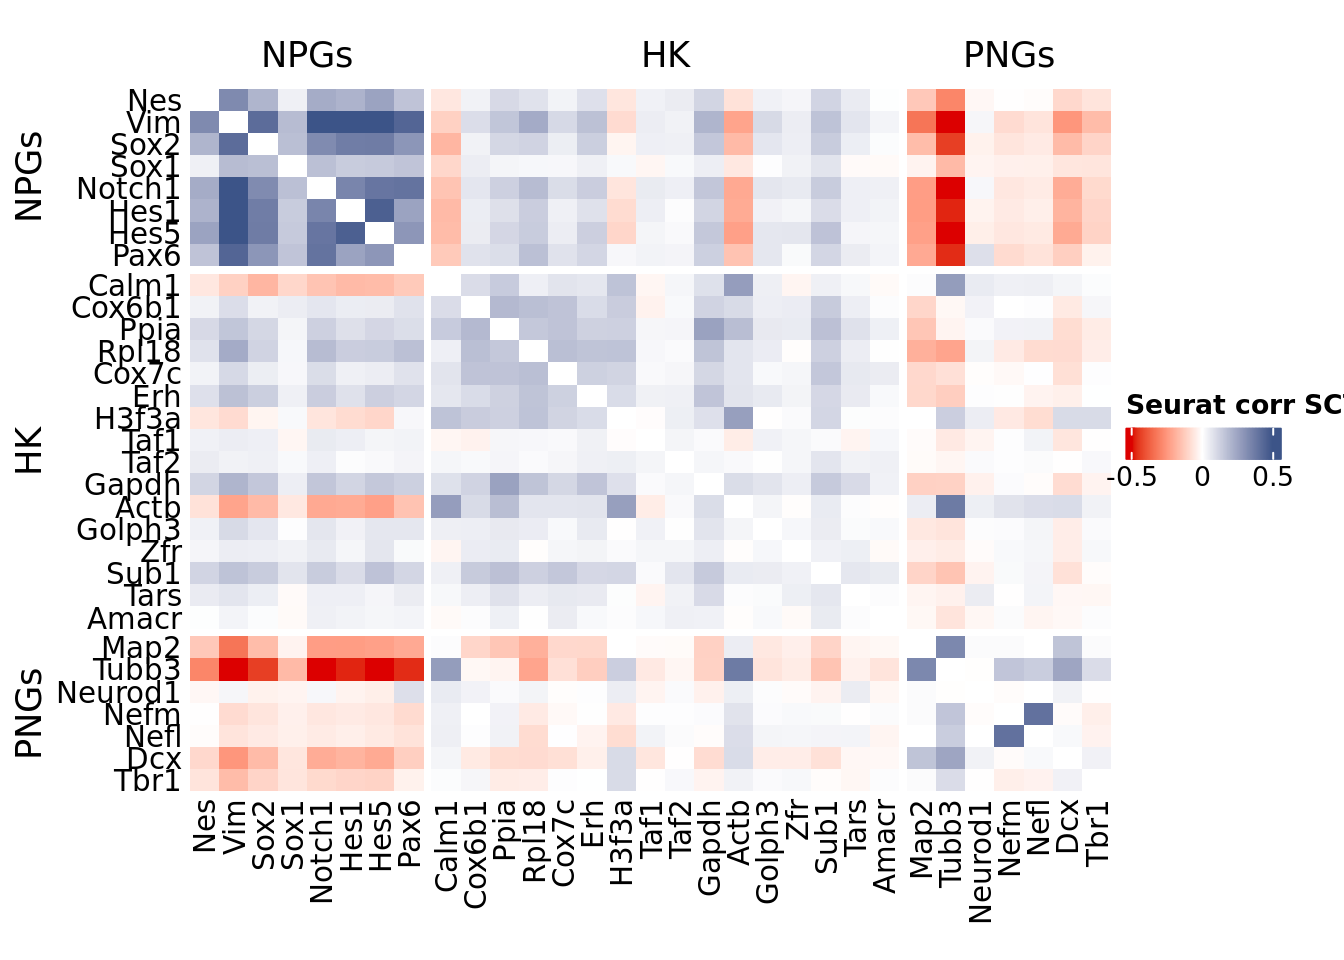 NPGs HK PNGs
NPGs
Nes
Vim
Sox2
Sox1
Notch1
Hes1
Hes5
Pax6
HK
Calm1
Cox6b1
Ppia
Rpl18
Cox7c
Erh
H3f3a
Taf1
Taf2
Gapdh
Actb
Golph3
Zfr
Sub1
Tars
Amacr
PNGs
Map2
Tubb3
Neurod1
Nefm
Nefl
Dcx
Tbr1
Nes Vim Sox2 Sox1 Notch1 Hes1 Hes5 Pax6 Calm1 Cox6b1 Ppia Rpl18 Cox7c Erh H3f3a Taf1 Taf2 Gapdh Actb Golph3 Zfr Sub1 Tars Amacr Map2 Tubb3 Neurod1 Nefm Nefl Dcx Tbr1
Seurat corr SC
-0.5 0 0.5